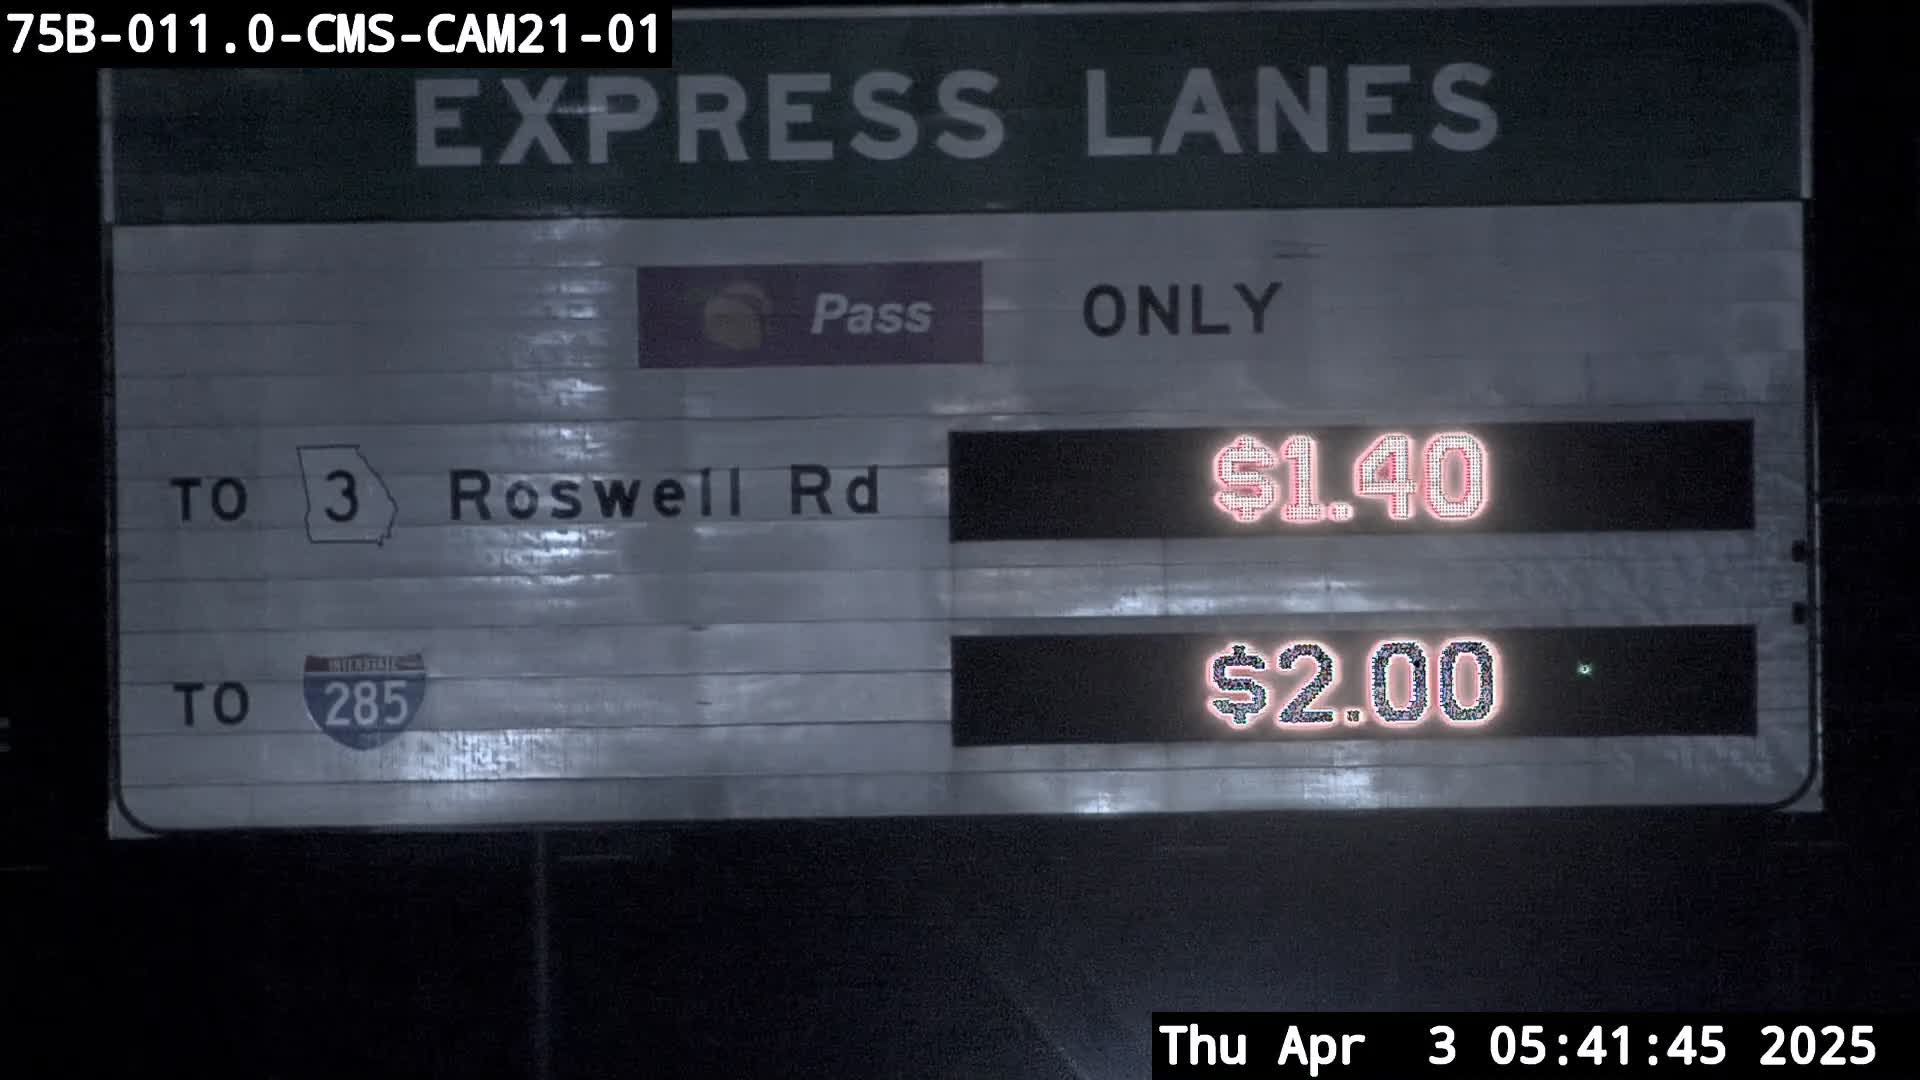 75B-011.0-CMS-CAM21-01
EXPRESS LANES
Pass ONLY
TO 3 Roswell Rd $1.40
INTERSTATE
TO 285 $2.00
Thu Apr 3 05:41:45 2025